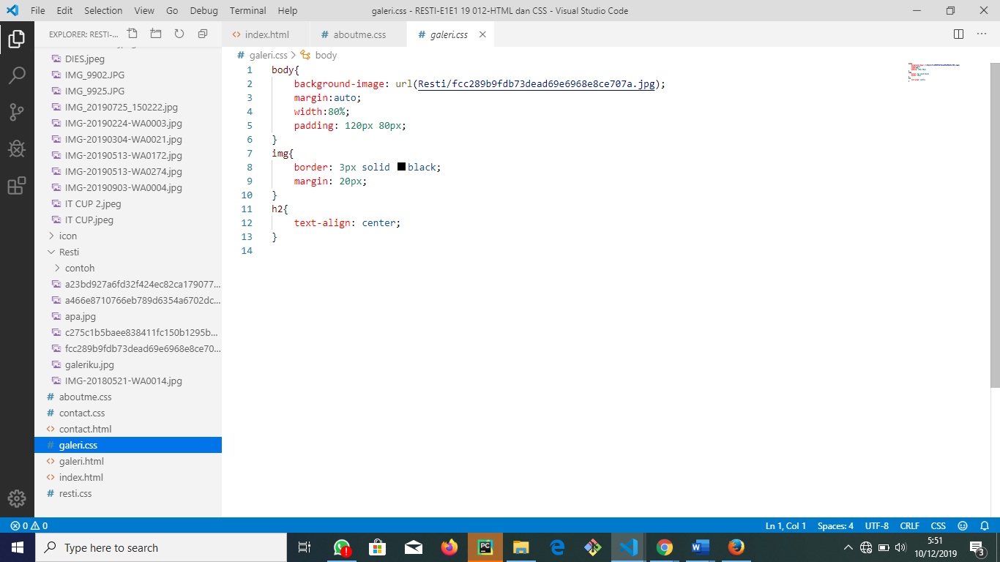 File Edit Selection View Go Debug Terminal Help
galeri.css - RESTI-E1E1 19 012-HTML dan CSS - Visual Studio Code
EXPLORER: RESTI-...
index.html
aboutme.css
galeri.css
galeri.css > body
DIES.jpeg
IMG_9902.JPG
IMG_9925.JPG
IMG_20190725_150222.jpg
IMG-20190224-WA0003.jpg
IMG-20190304-WA0021.jpg
IMG-20190513-WA0172.jpg
IMG-20190513-WA0274.jpg
IMG-20190903-WA0004.jpg
IT CUP 2.jpeg
IT CUP.jpeg
icon
Resti
contoh
a23bd927a6fd32f424ec82ca179077...
a466e8710766eb789d6354a6702dc...
apa.jpg
c275c1b5baee838411fc150b1295b...
fcc289b9fdb73dead69e6968e8ce70...
galeriku.jpg
IMG-20180521-WA0014.jpg
aboutme.css
contact.css
contact.html
galeri.css
galeri.html
index.html
resti.css
1 body{
2     background-image: url(Resti/fcc289b9fdb73dead69e6968e8ce707a.jpg);
3     margin:auto;
4     width:80%;
5     padding: 120px 80px;
6 }
7 img{
8     border: 3px solid black;
9     margin: 20px;
10 }
11 h2{
12     text-align: center;
13 }
14
0 0
Ln 1, Col 1 Spaces: 4 UTF-8 CRLF CSS
Type here to search
PC
5:51
10/12/2019
3